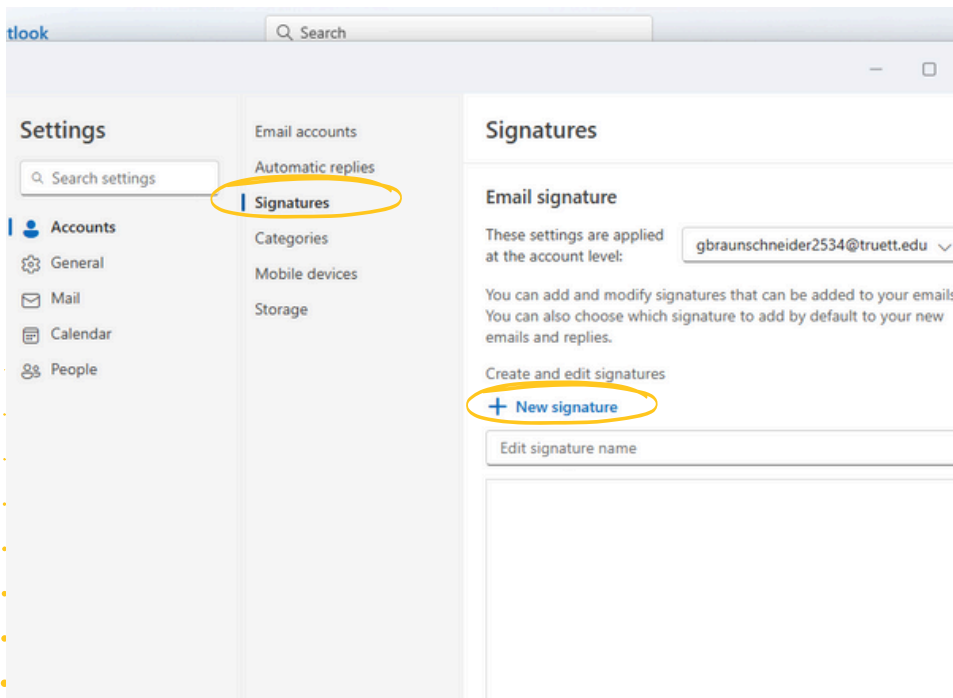 tlook
Search
Settings
Search settings
Accounts
General
Mail
Calendar
People
Email accounts
Automatic replies
Signatures
Categories
Mobile devices
Storage
Signatures
Email signature
These settings are applied
at the account level:
gbraunschneider2534@truett.edu
You can add and modify signatures that can be added to your emails
You can also choose which signature to add by default to your new
emails and replies.
Create and edit signatures
New signature
Edit signature name